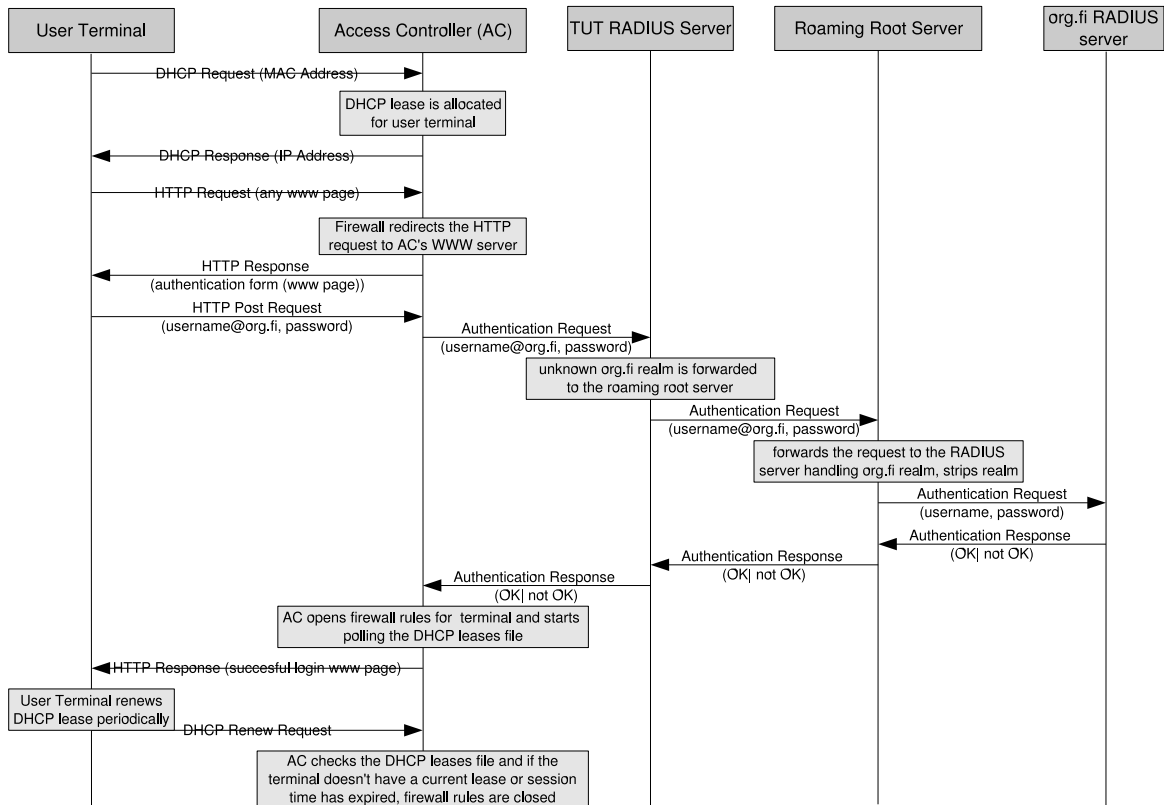 User Terminal
Access Controller (AC)
TUT RADIUS Server
Roaming Root Server
org.fi RADIUS
server
DHCP Request (MAC Address)
DHCP lease is allocated
for user terminal
DHCP Response (IP Address)
HTTP Request (any www page)
Firewall redirects the HTTP
request to AC's WWW server
HTTP Response
(authentication form (www page))
HTTP Post Request
(username@org.fi, password)
Authentication Request
(username@org.fi, password)
unknown org.fi realm is forwarded
to the roaming root server
Authentication Request
(username@org.fi, password)
forwards the request to the RADIUS
server handling org.fi realm, strips realm
Authentication Request
(username, password)
Authentication Response
(OK| not OK)
Authentication Response
(OK| not OK)
Authentication Response
(OK| not OK)
AC opens firewall rules for terminal and starts
polling the DHCP leases file
HTTP Response (succesful login www page)
User Terminal renews
DHCP lease periodically
DHCP Renew Request
AC checks the DHCP leases file and if the
terminal doesn't have a current lease or session
time has expired, firewall rules are closed